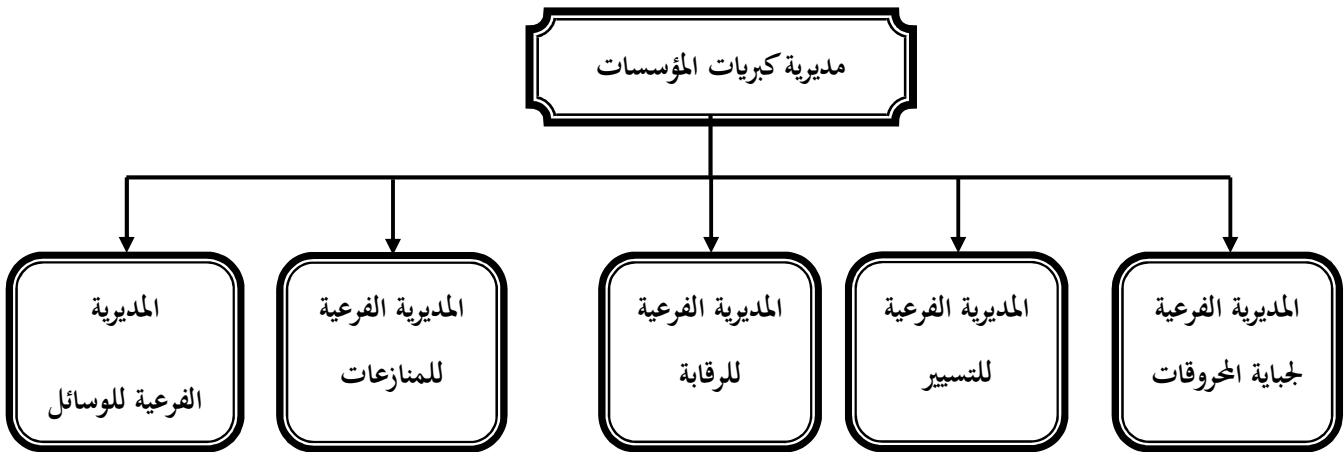 مديرية كبريات المؤسسات
المديرية الفرعية
لجباية المحروقات
المديرية الفرعية
للتسيير
المديرية الفرعية
للرقابة
المديرية الفرعية
للمنازعات
المديرية
الفرعية للوسائل